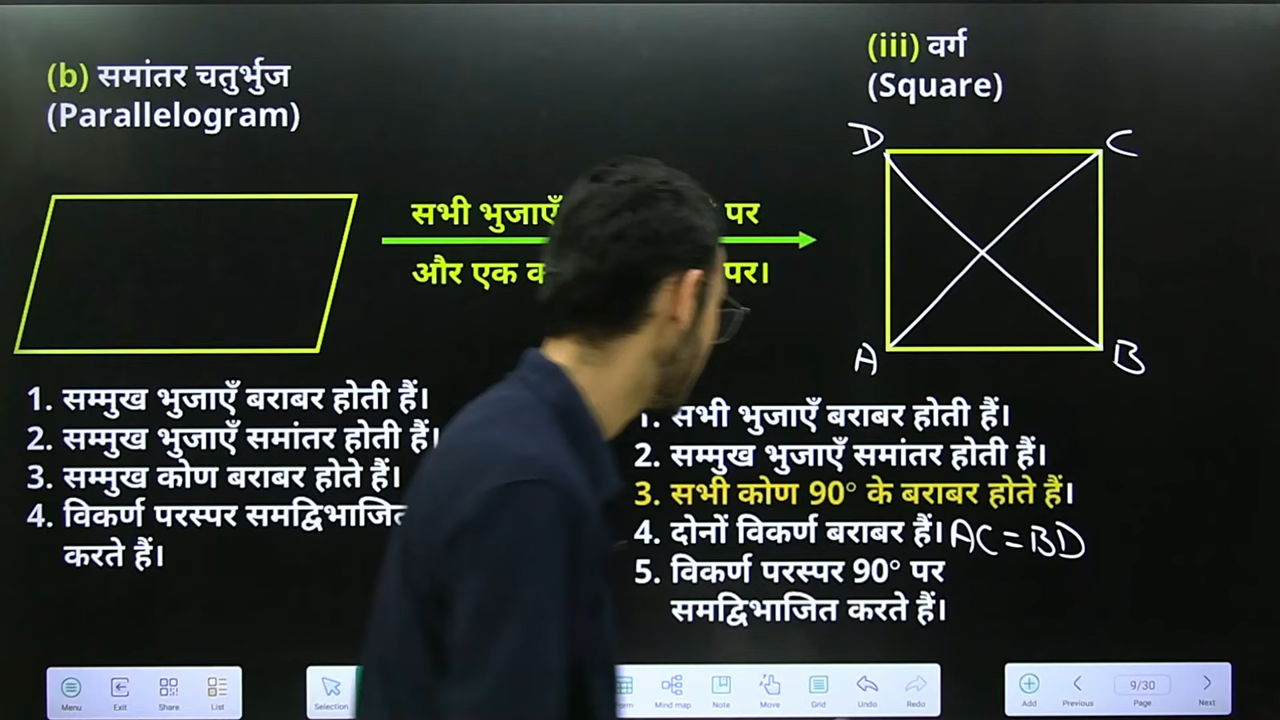 (b) समांतर चतुर्भुज
(Parallelogram)
सभी भुजाएँ पर
और एक पर।
1. सम्मुख भुजाएँ बराबर होती हैं।
2. सम्मुख भुजाएँ समांतर होती हैं।
3. सम्मुख कोण बराबर होते हैं।
4. विकर्ण परस्पर समद्विभाजित
करते हैं।
(iii) वर्ग
(Square)
D C
A B
1. सभी भुजाएँ बराबर होती हैं।
2. सम्मुख भुजाएँ समांतर होती हैं।
3. सभी कोण 90° के बराबर होते हैं।
4. दोनों विकर्ण बराबर हैं। AC=BD
5. विकर्ण परस्पर 90° पर
समद्विभाजित करते हैं।
9/30
Menu Exit Share List Selection Mind map Note Move Grid Undo Redo Add Previous Page Next